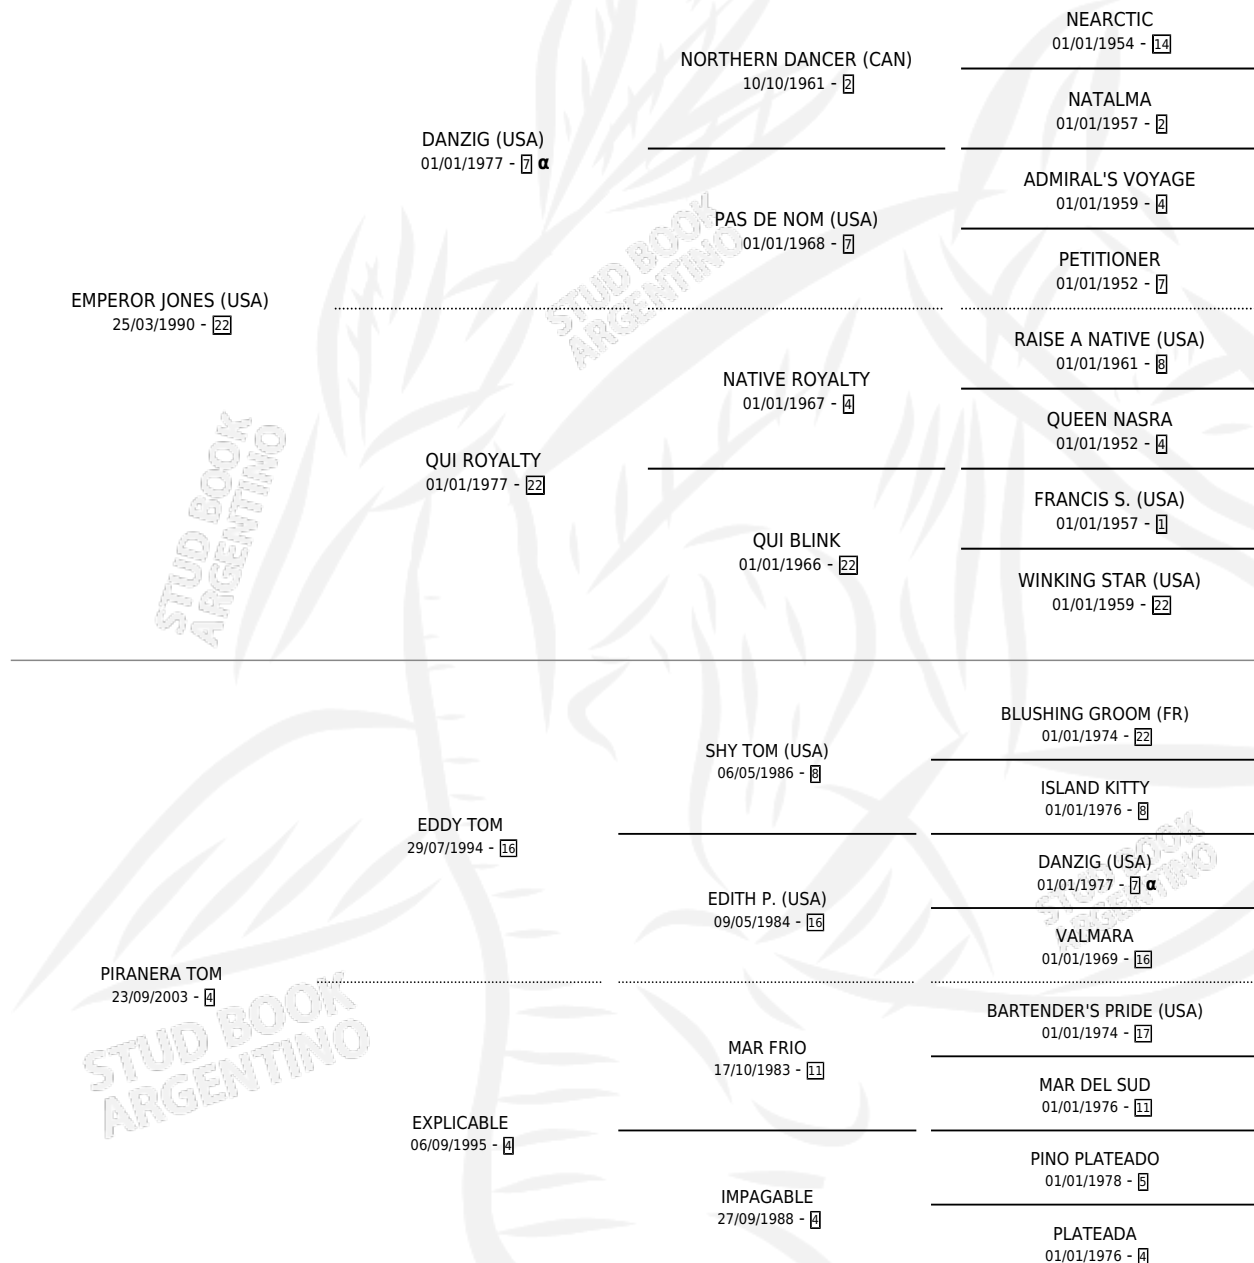 NEARCTIC
01/01/1954 - 14
NORTHERN DANCER (CAN)
10/10/1961 - 2
NATALMA
01/01/1957 - 2
DANZIG (USA)
01/01/1977 - 7 α
ADMIRAL'S VOYAGE
01/01/1959 - 4
PAS DE NOM (USA)
01/01/1968 - 7
PETITIONER
01/01/1952 - 7
EMPEROR JONES (USA)
25/03/1990 - 22
STUD BOOK
ARGENTINO
RAISE A NATIVE (USA)
01/01/1961 - 8
NATIVE ROYALTY
01/01/1967 - 4
QUEEN NASRA
01/01/1952 - 4
QUI ROYALTY
01/01/1977 - 22
FRANCIS S. (USA)
01/01/1957 - 1
QUI BLINK
01/01/1966 - 22
WINKING STAR (USA)
01/01/1959 - 22
STUD BOOK
ARGENTINO
BLUSHING GROOM (FR)
01/01/1974 - 22
SHY TOM (USA)
06/05/1986 - 8
ISLAND KITTY
01/01/1976 - 8
EDDY TOM
29/07/1994 - 16
DANZIG (USA)
01/01/1977 - 7 α
STUD BOOK
ARGENTINO
EDITH P. (USA)
09/05/1984 - 16
VALMARA
01/01/1969 - 16
PIRANERA TOM
23/09/2003 - 4
STUD BOOK
ARGENTINO
BARTENDER'S PRIDE (USA)
01/01/1974 - 17
MAR FRIO
17/10/1983 - 11
MAR DEL SUD
01/01/1976 - 11
EXPLICABLE
06/09/1995 - 4
PINO PLATEADO
01/01/1978 - 5
IMPAGABLE
27/09/1988 - 4
PLATEADA
01/01/1976 - 4